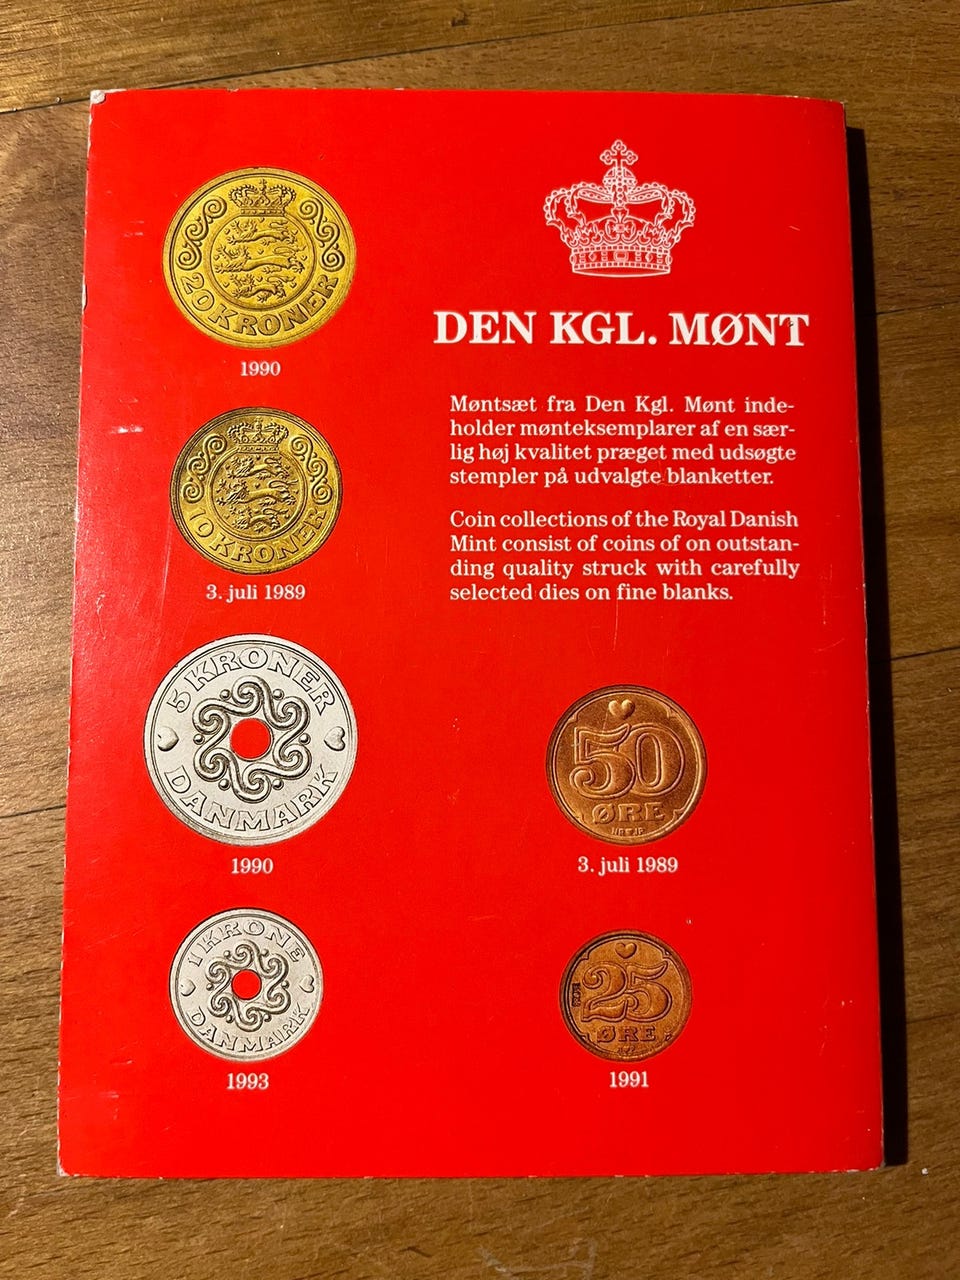 20 KRONER
1990
10 KRONER
3. juli 1989
5 KRONER
DANMARK
1990
1 KRONE
DANMARK
1993
DEN KGL. MØNT
Møntsæt fra Den Kgl. Mønt inde-
holder mønteksemplarer af en sær-
lig høj kvalitet præget med udsøgte
stempler på udvalgte blanketter.
Coin collections of the Royal Danish
Mint consist of coins of on outstan-
ding quality struck with carefully
selected dies on fine blanks.
50
ØRE
3. juli 1989
25
ØRE
1991